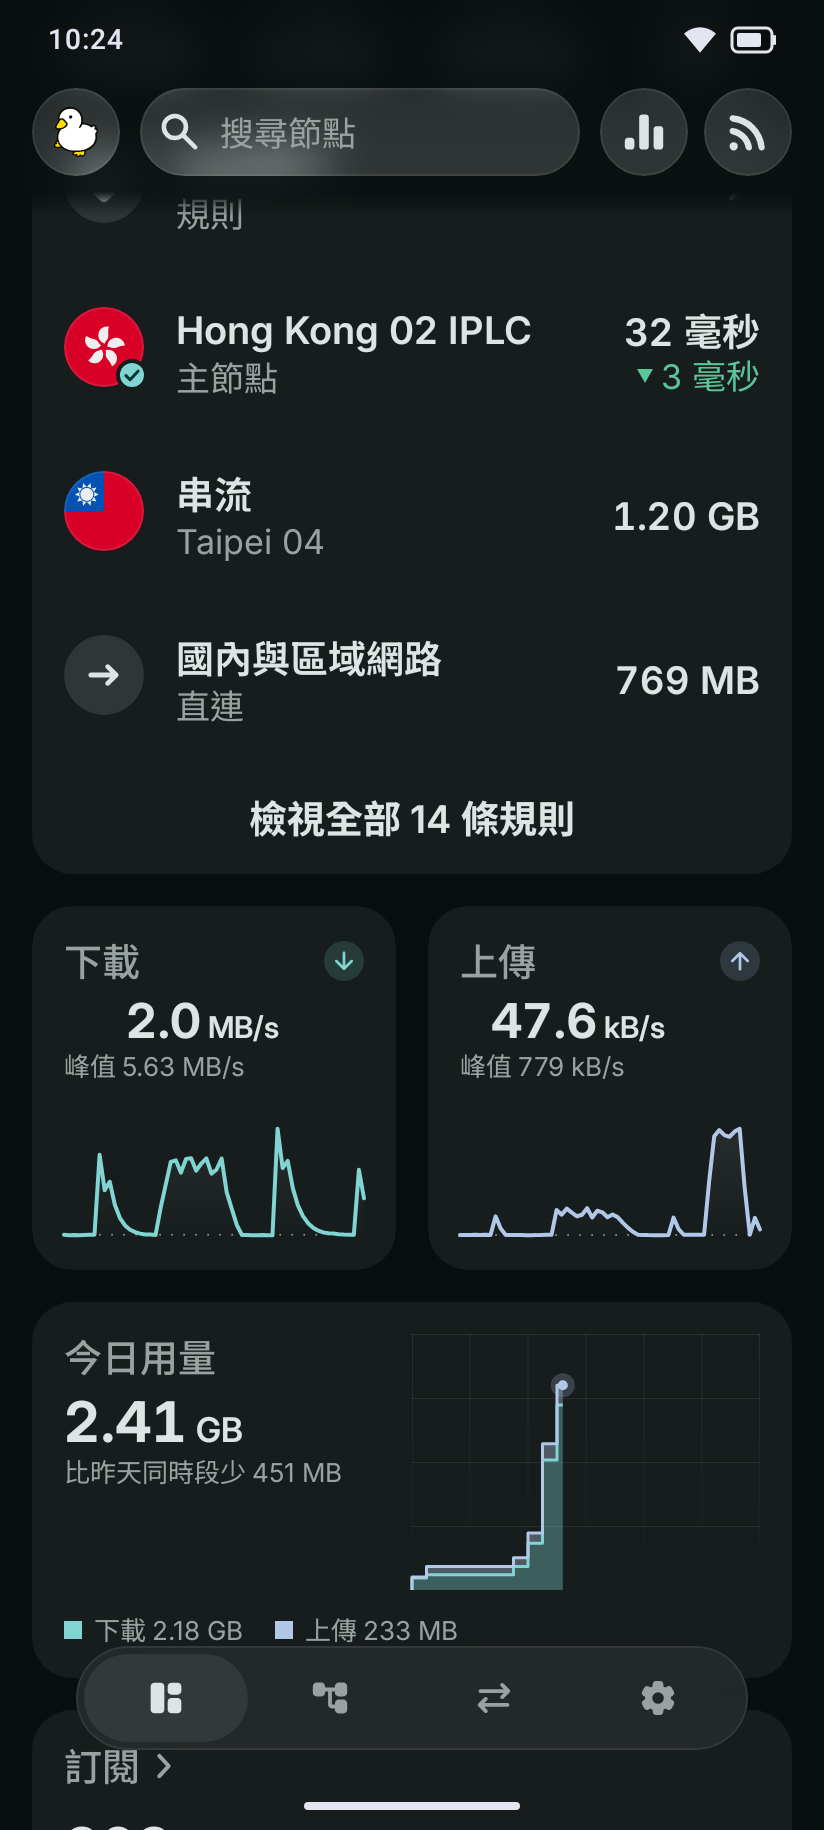 10:24
搜尋節點
規則
Hong Kong 02 IPLC
32 毫秒
主節點
3 毫秒
串流
Taipei 04
1.20 GB
國內與區域網路
直連
769 MB
檢視全部 14 條規則
下載
2.0 MB/s
峰值 5.63 MB/s
上傳
47.6 kB/s
峰值 779 kB/s
今日用量
2.41 GB
比昨天同時段少 451 MB
下載 2.18 GB
上傳 233 MB
訂閱